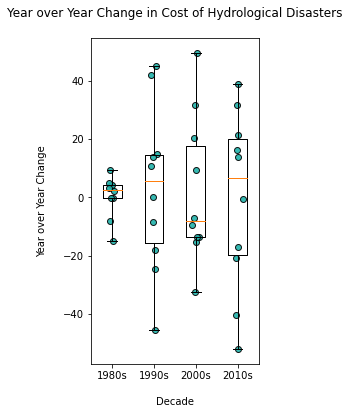 Year over Year Change in Cost of Hydrological Disasters
40
20
0
−20
−40
Year over Year Change
1980s 1990s 2000s 2010s
Decade